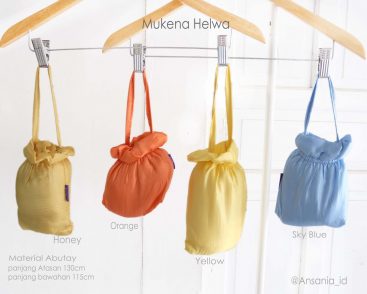 Mukena Helwa
Honey
Orange
Yellow
Sky Blue
Material Abutay
panjang Atasan 130cm
panjang bawahan 115cm
@Ansania_id